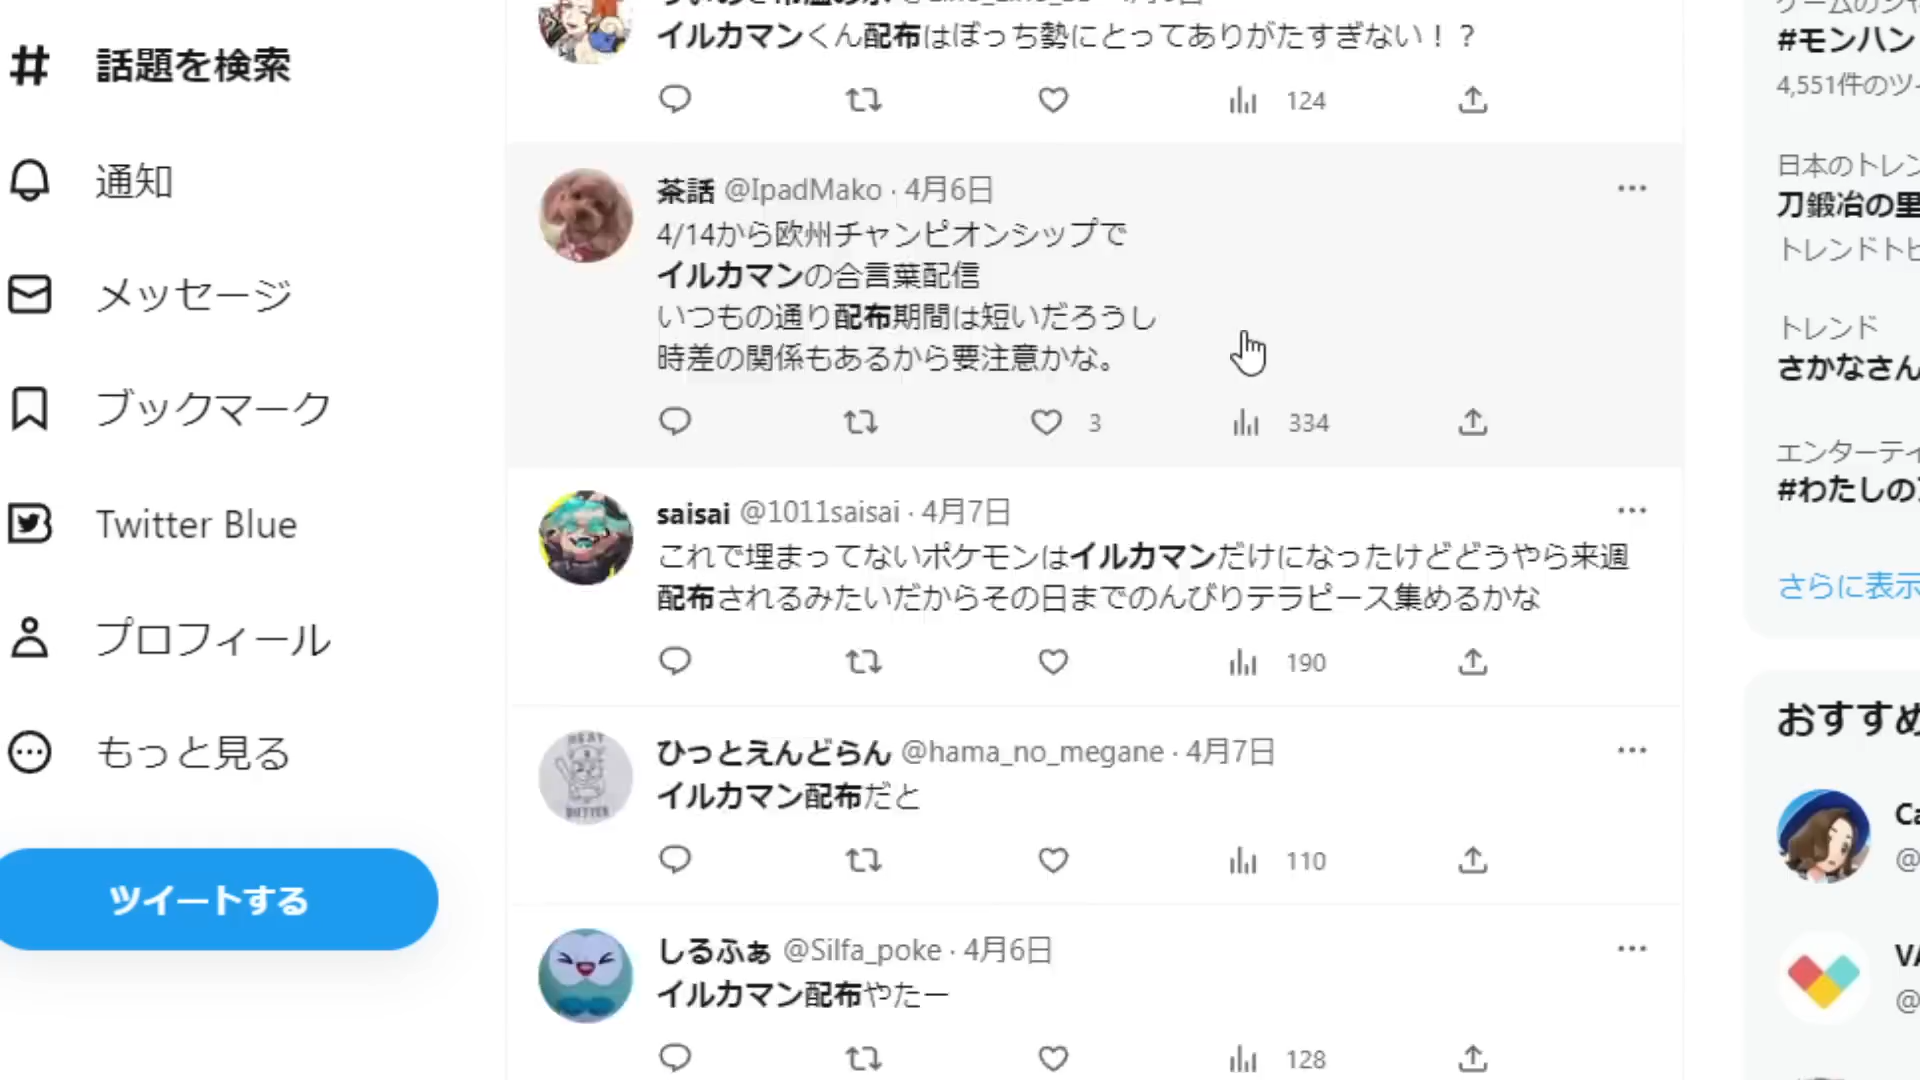 話題を検索
通知
メッセージ
ブックマーク
Twitter Blue
プロフィール
もっと見る
ツイートする
イルカマンくん配布はぼっち勢にとってありがたすぎない！？
124
茶話 @IpadMako · 4月6日
4/14から欧州チャンピオンシップで
イルカマンの合言葉配信
いつもの通り配布期間は短いだろうし
時差の関係もあるから要注意かな。
3 334
saisai @1011saisai · 4月7日
これで埋まってないポケモンはイルカマンだけになったけどどうやら来週
配布されるみたいだからその日までのんびりテラピース集めるかな
190
ひっとえんどらん @hama_no_megane · 4月7日
イルカマン配布だと
110
しるふぁ @Silfa_poke · 4月6日
イルカマン配布やたー
128
#モンハン
4,551件のツイ
日本のトレン
刀鍛冶の里
トレンドトピ
トレンド
さかなさん
エンターテイ
#わたしの
さらに表示
おすすめ
Ca
@
VA
@